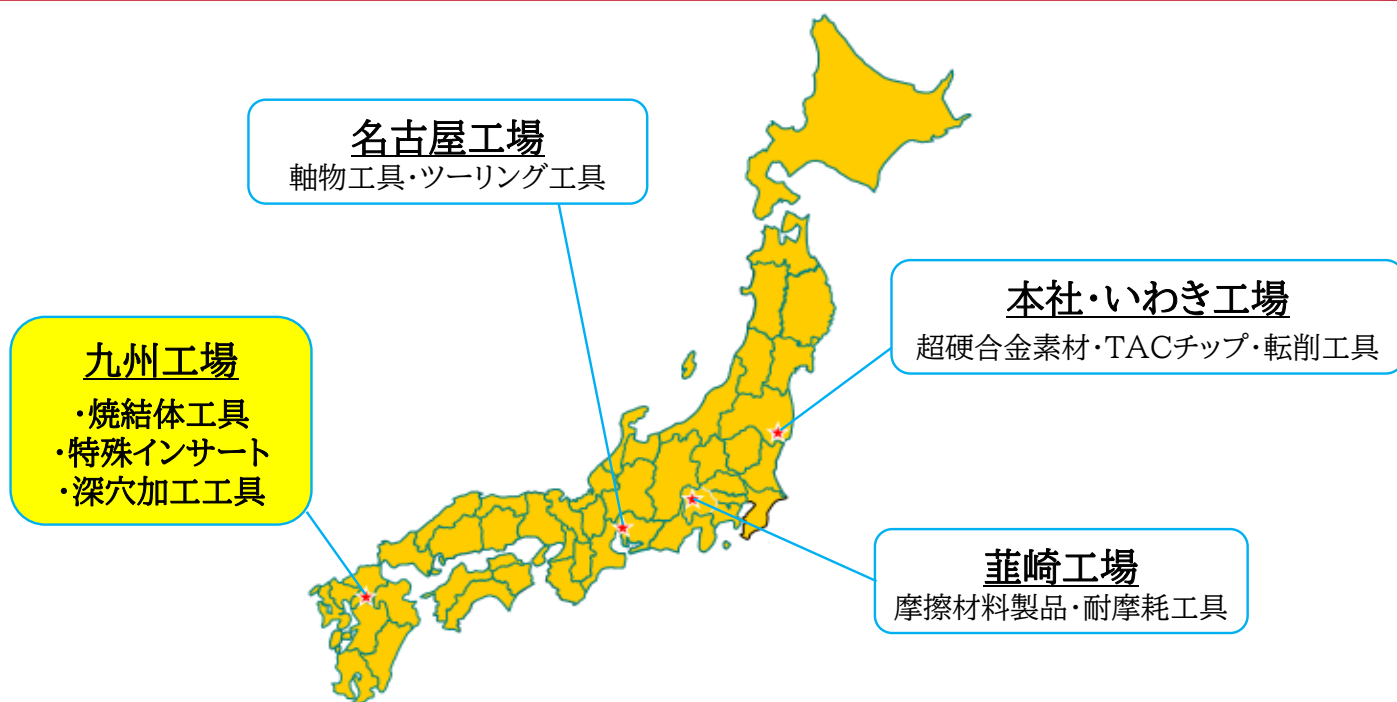 名古屋工場
軸物工具・ツーリング工具
本社・いわき工場
超硬合金素材・TACチップ・転削工具
九州工場
・焼結体工具
・特殊インサート
・深穴加工工具
韮崎工場
摩擦材料製品・耐摩耗工具